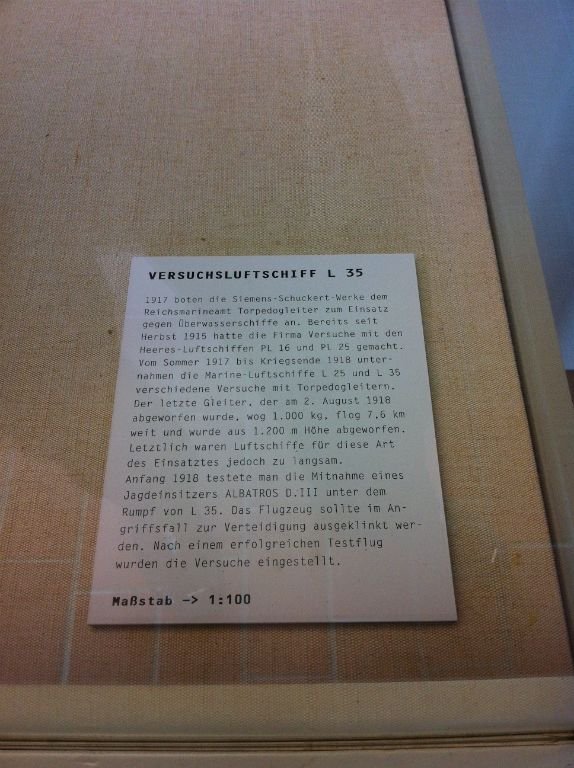 VERSUCHSLUFTSCHIFF L 35
1917 boten die Siemens-Schuckert-Werke dem
Reichsmarineamt Torpedogleiter zum Einsatz
gegen Überwasserschiffe an. Bereits seit
Herbst 1915 hatte die Firma Versuche mit den
Heeres-Luftschiffen PL 16 und PL 25 gemacht.
Vom Sommer 1917 bis Kriegsende 1918 unter-
nahmen die Marine-Luftschiffe L 25 und L 35
verschiedene Versuche mit Torpedogleitern.
Der letzte Gleiter, der am 2. August 1918
abgeworfen wurde, wog 1.000 kg, flog 7,6 km
weit und wurde aus 1.200 m Höhe abgeworfen.
Letztlich waren Luftschiffe für diese Art
des Einsatztes jedoch zu langsam.
Anfang 1918 testete man die Mitnahme eines
Jagdeinsitzers ALBATROS D.III unter dem
Rumpf von L 35. Das Flugzeug sollte im An-
griffsfall zur Verteidigung ausgeklinkt wer-
den. Nach einem erfolgreichen Testflug
wurden die Versuche eingestellt.
Maßstab -> 1:100